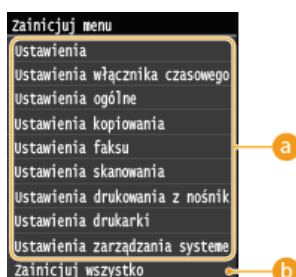 Zainicjuj menu
Ustawienia
Ustawienia włącznika czasowego
Ustawienia ogólne
Ustawienia kopiowania
Ustawienia faksu
Ustawienia skanowania
Ustawienia drukowania z nośnik
Ustawienia drukarki
Ustawienia zarządzania systeme
Zainicjuj wszystko
a
b